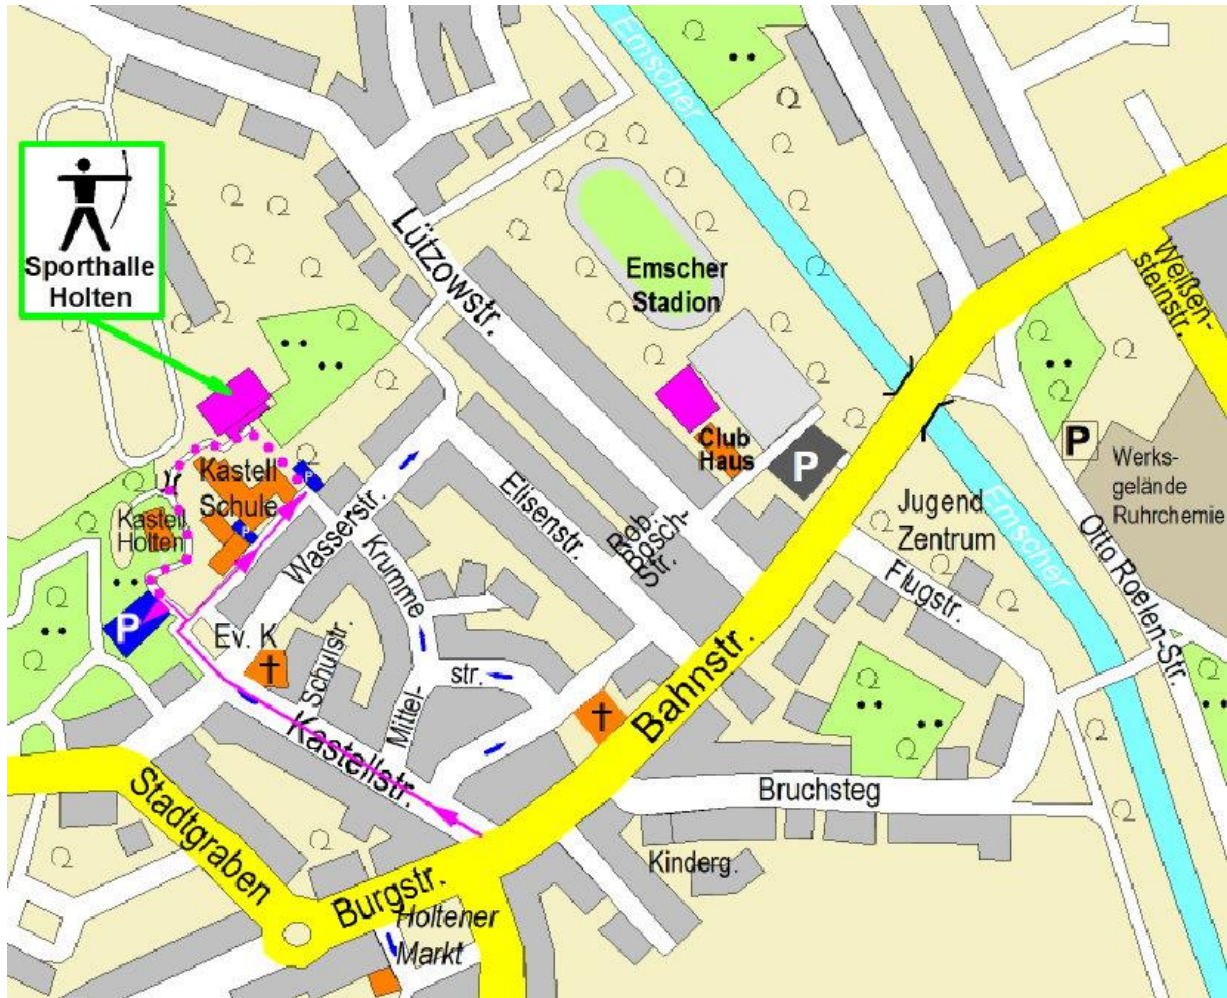 Emscher
Sporthalle
Holten
Lützowstr.
Emscher
Stadion
Weißen-
steinstr.
Club
Haus
P
P
Werks-
gelände
Ruhrchemie
Kastell
Schule
P
P
Kastell
Holten
Wasserstr.
Krumme
str.
Elisenstr.
Rob
Bosch-
Str.
Jugend
Zentrum
Emscher
Flugstr.
Otto Roelen-Str.
P
Ev. K
Schulstr.
Mittel-
Kastellstr.
Bahnstr.
Bruchsteg
Kinderg.
Stadtgraben
Burgstr.
Holtener
Markt